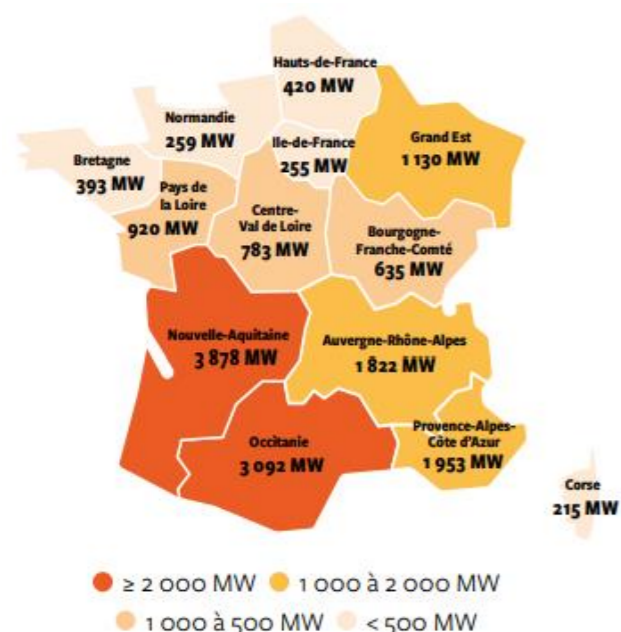 Hauts-de-France
420 MW
Normandie
259 MW
Ile-de-France
255 MW
Grand Est
1 130 MW
Bretagne
393 MW
Pays de
la Loire
920 MW
Centre-
Val de Loire
783 MW
Bourgogne-
Franche-Comté
635 MW
Nouvelle-Aquitaine
3 878 MW
Auvergne-Rhône-Alpes
1 822 MW
Occitanie
3 092 MW
Provence-Alpes-
Côte d'Azur
1 953 MW
Corse
215 MW
≥ 2 000 MW
1 000 à 2 000 MW
1 000 à 500 MW
< 500 MW